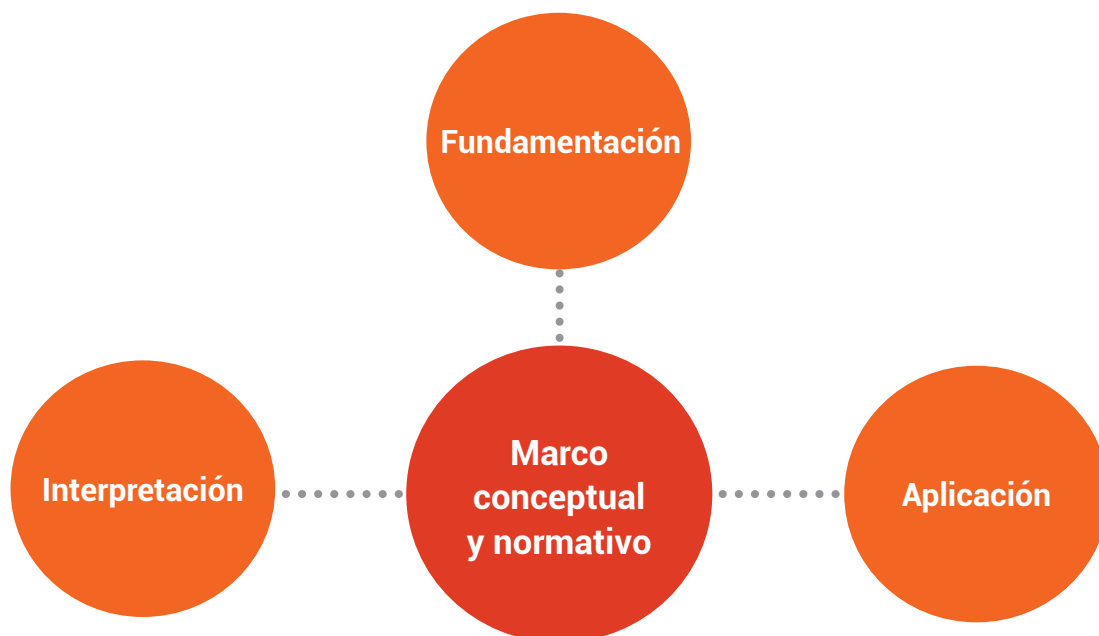 Fundamentación
Interpretación
Marco
conceptual
y normativo
Aplicación